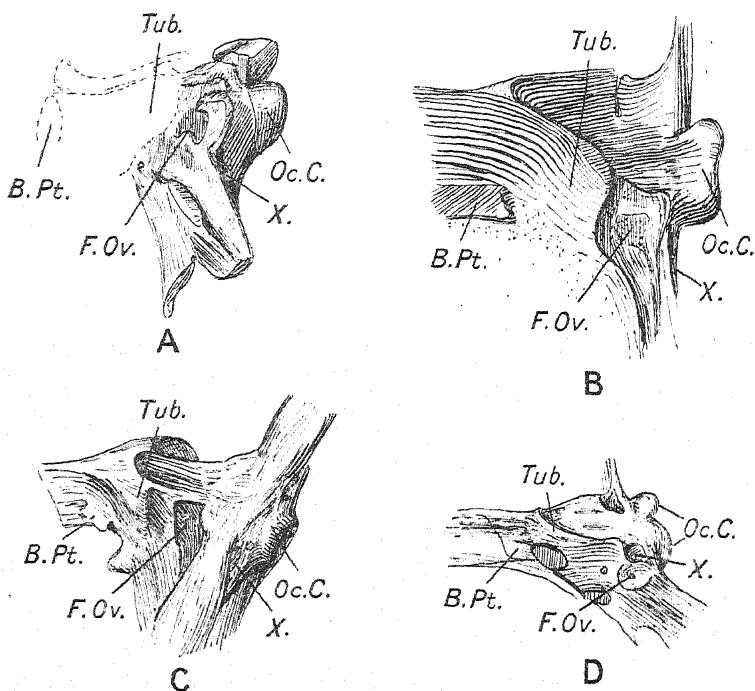 Tub.
B. Pt.
F. Ov.
X.
Oc. C.
A
Tub.
B. Pt.
F. Ov.
X.
Oc. C.
B
Tub.
B. Pt.
F. Ov.
X.
Oc. C.
C
Tub.
Oc. C.
X.
B. Pt.
F. Ov.
D